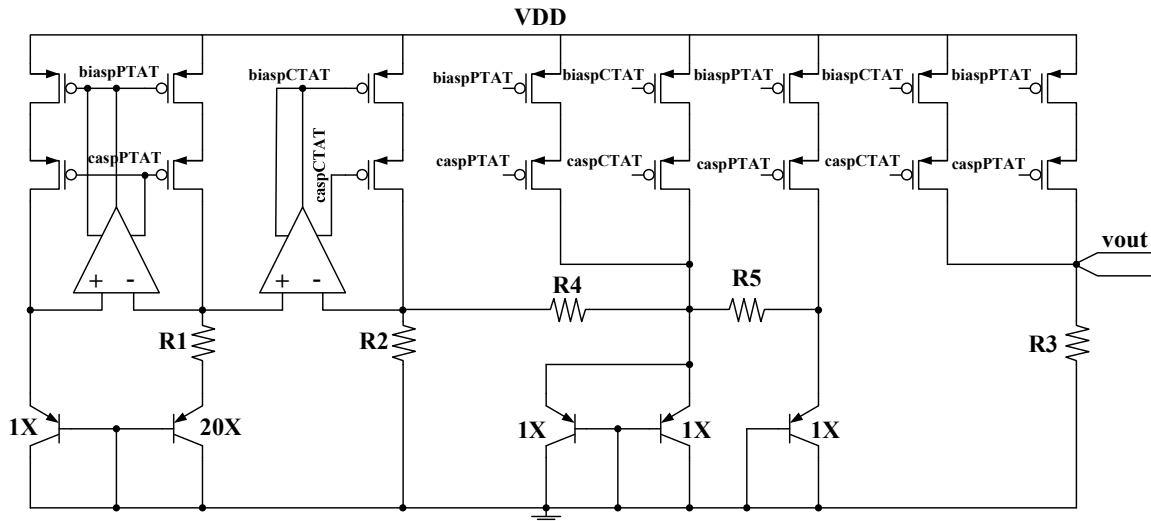 VDD
biaspPTAT
biaspCTAT
biaspPTAT
biaspCTAT
biaspPTAT
biaspCTAT
biaspPTAT
caspPTAT
caspCTAT
caspPTAT
caspCTAT
caspPTAT
caspCTAT
caspPTAT
vout
+ -
+ -
R4
R5
R1
R2
R3
1X
20X
1X
1X
1X